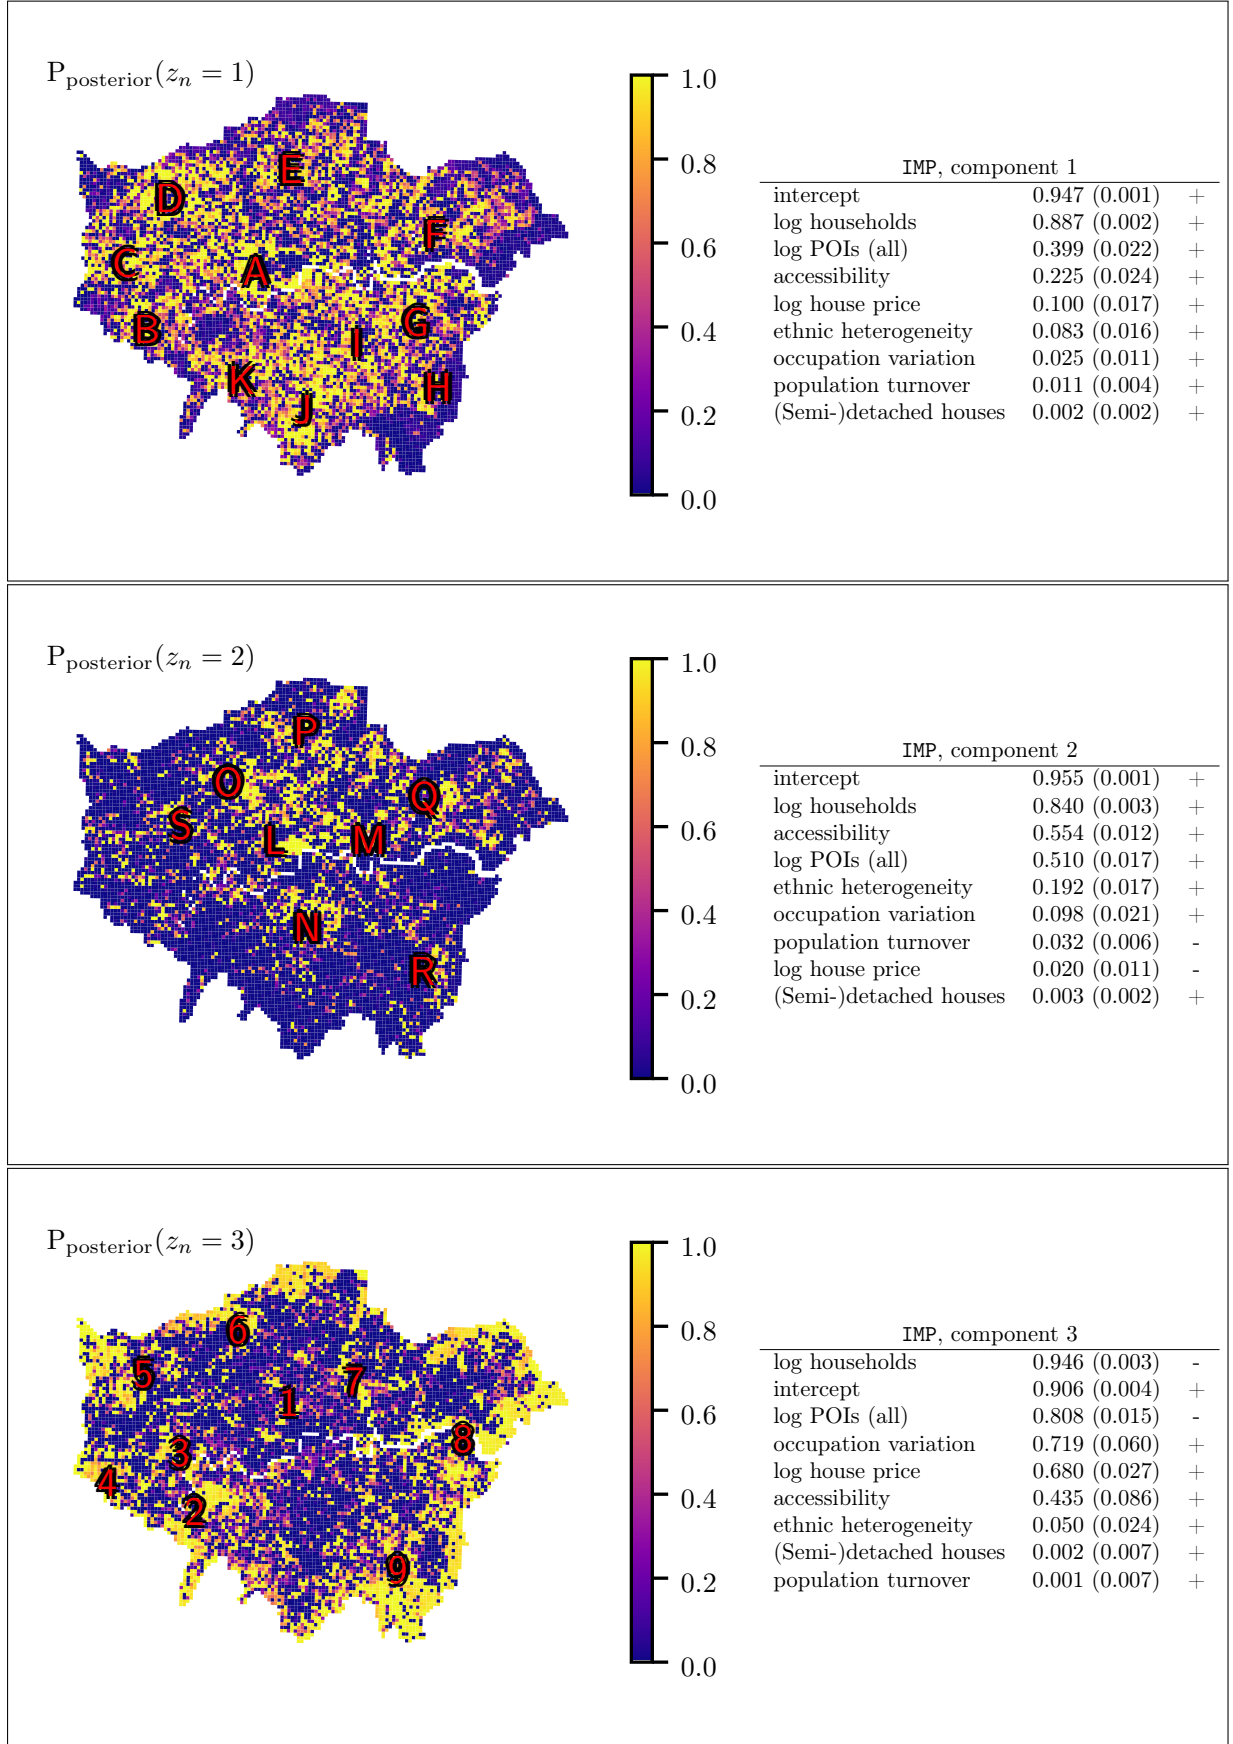 P_posterior(z_n = 1)
1.0
0.8
0.6
0.4
0.2
0.0
E
D
F
C
A
B
G
I
K
H
J
IMP, component 1
intercept 0.947 (0.001) +
log households 0.887 (0.002) +
log POIs (all) 0.399 (0.022) +
accessibility 0.225 (0.024) +
log house price 0.100 (0.017) +
ethnic heterogeneity 0.083 (0.016) +
occupation variation 0.025 (0.011) +
population turnover 0.011 (0.004) +
(Semi-)detached houses 0.002 (0.002) +
P_posterior(z_n = 2)
1.0
0.8
0.6
0.4
0.2
0.0
P
O
Q
S
L
M
N
R
IMP, component 2
intercept 0.955 (0.001) +
log households 0.840 (0.003) +
accessibility 0.554 (0.012) +
log POIs (all) 0.510 (0.017) +
ethnic heterogeneity 0.192 (0.017) +
occupation variation 0.098 (0.021) +
population turnover 0.032 (0.006) -
log house price 0.020 (0.011) -
(Semi-)detached houses 0.003 (0.002) +
P_posterior(z_n = 3)
1.0
0.8
0.6
0.4
0.2
0.0
6
5
7
1
8
3
4
2
9
IMP, component 3
log households 0.946 (0.003) -
intercept 0.906 (0.004) +
log POIs (all) 0.808 (0.015) -
occupation variation 0.719 (0.060) +
log house price 0.680 (0.027) +
accessibility 0.435 (0.086) +
ethnic heterogeneity 0.050 (0.024) +
(Semi-)detached houses 0.002 (0.007) +
population turnover 0.001 (0.007) +